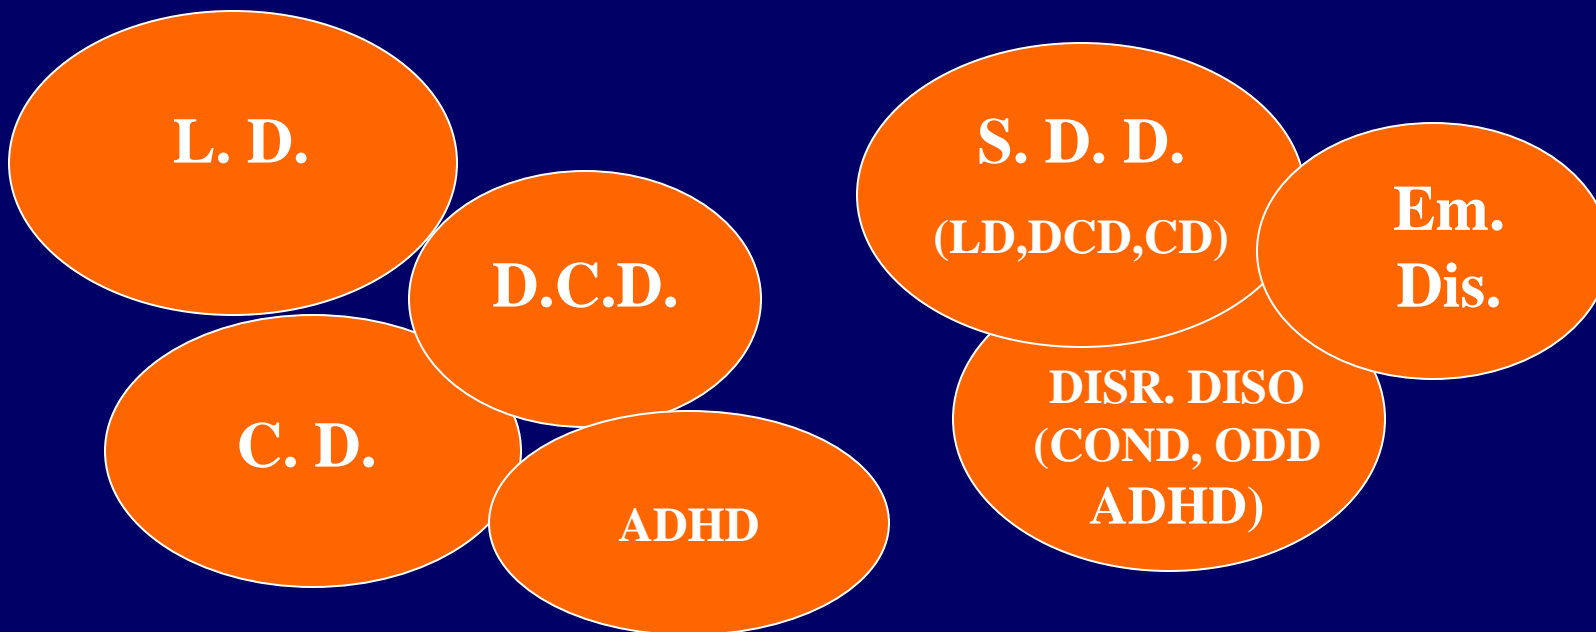 L. D.
D.C.D.
C. D.
ADHD
S. D. D.
(LD,DCD,CD)
Em.
Dis.
DISR. DISO
(COND, ODD
ADHD)